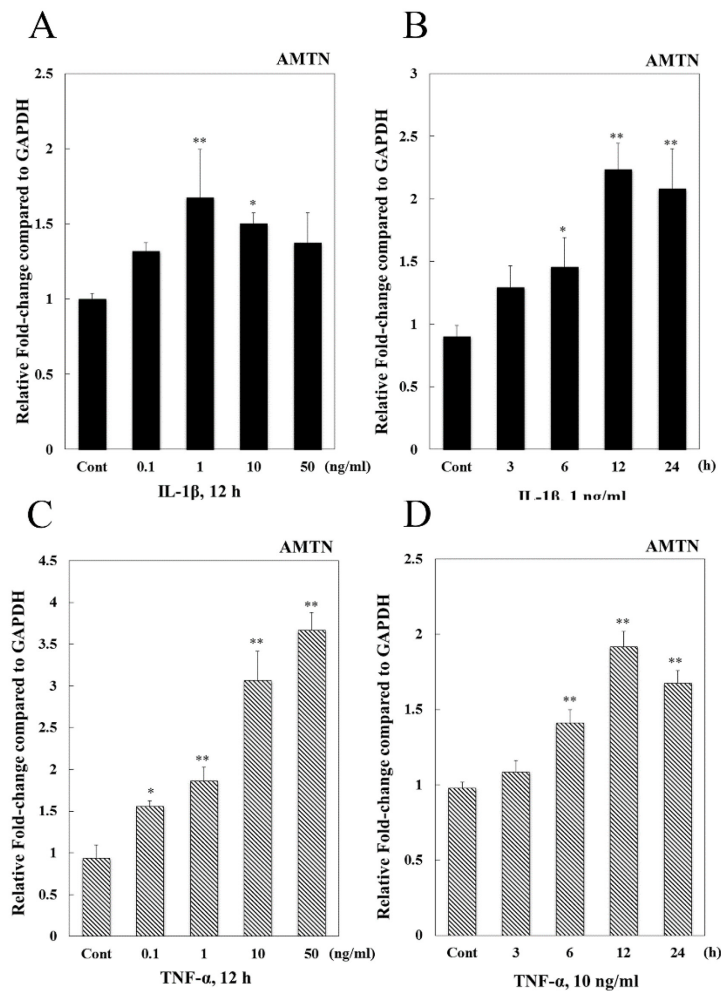 A
AMTN
Relative Fold-change compared to GAPDH
2.5
2
1.5
1
0.5
0
**
*
Cont 0.1 1 10 50 (ng/ml)
IL-1β, 12 h
B
AMTN
Relative Fold-change compared to GAPDH
3
2.5
2
1.5
1
0.5
0
*
**
**
Cont 3 6 12 24 (h)
IL-1β, 1 ng/ml
C
AMTN
Relative Fold-change compared to GAPDH
4.5
4
3.5
3
2.5
2
1.5
1
0.5
0
*
**
**
**
Cont 0.1 1 10 50 (ng/ml)
TNF-α, 12 h
D
AMTN
Relative Fold-change compared to GAPDH
2.5
2
1.5
1
0.5
0
**
**
**
Cont 3 6 12 24 (h)
TNF-α, 10 ng/ml